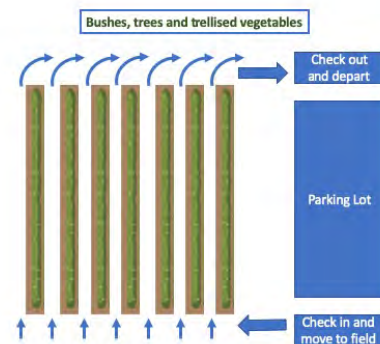 Bushes, trees and trellised vegetables
Check out
and depart
Parking Lot
Check in and
move to field